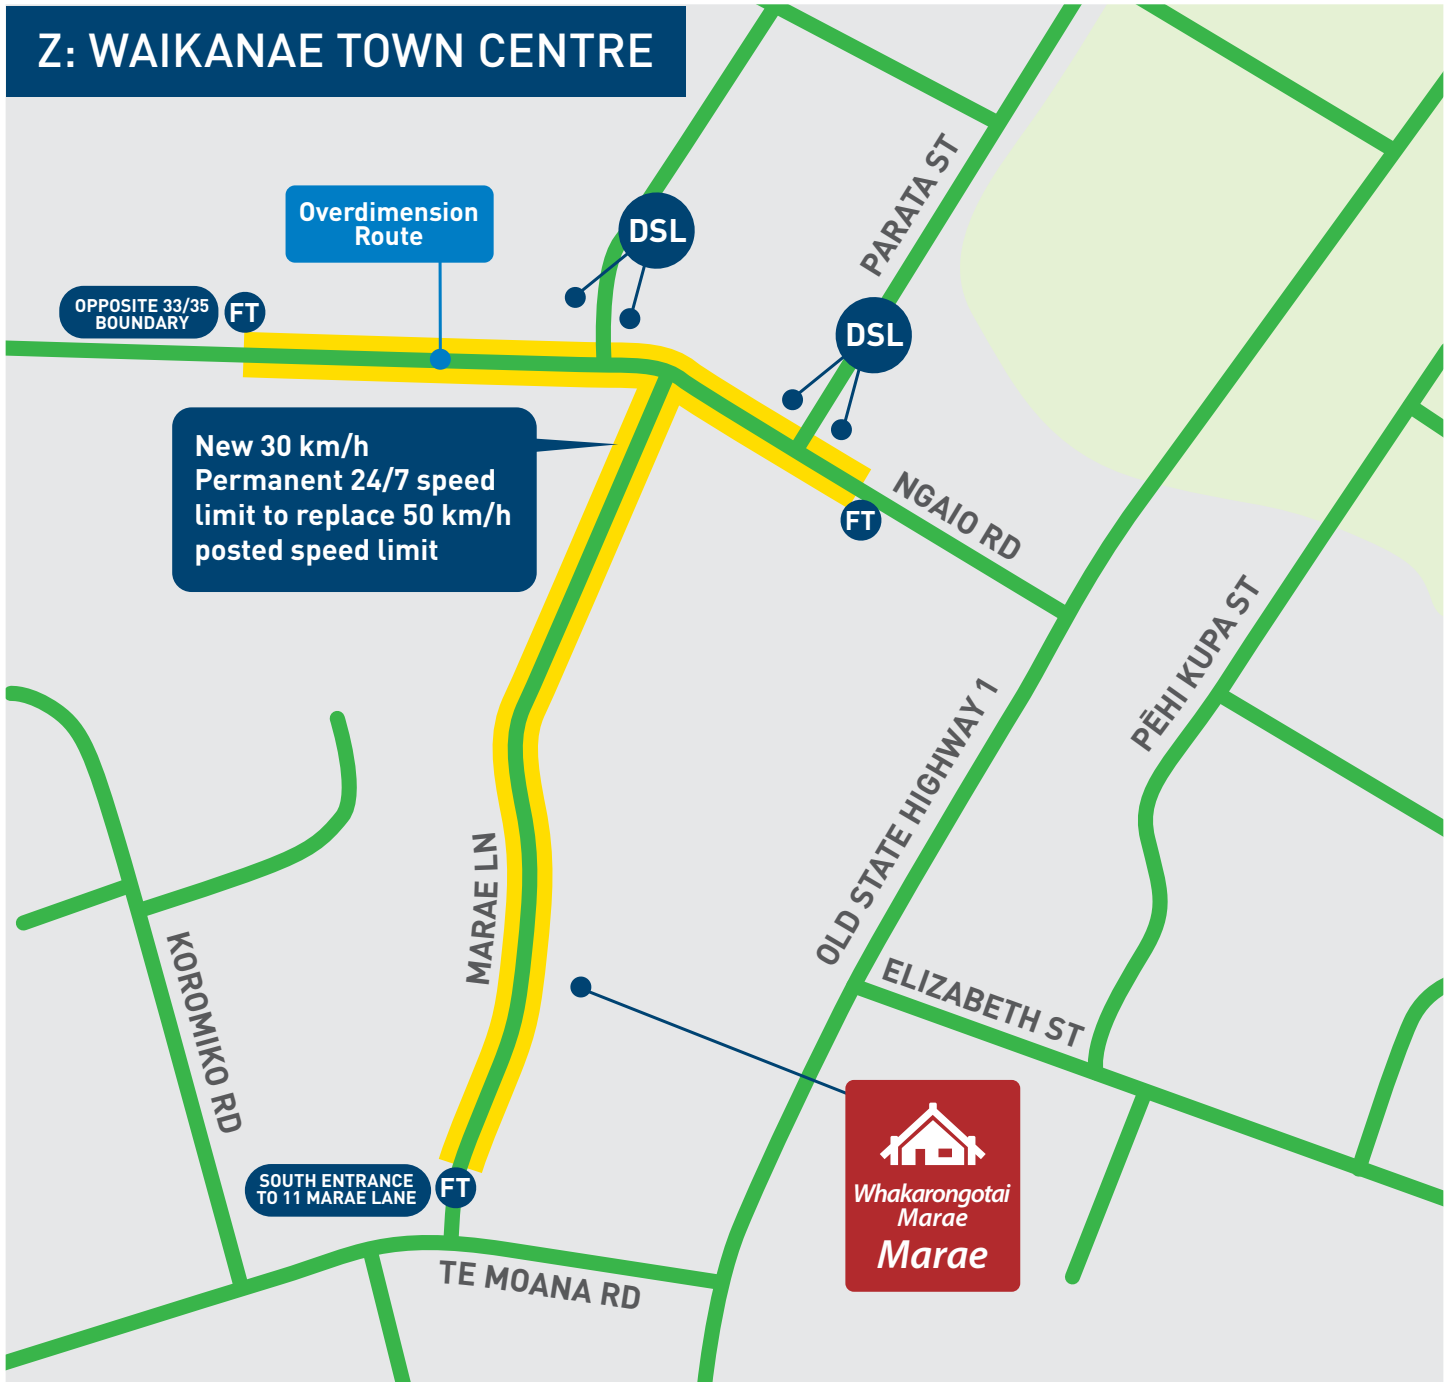 Z: WAIKANAE TOWN CENTRE
PARATA ST
Overdimension
Route
DSL
OPPOSITE 33/35
BOUNDARY
FT
DSL
New 30 km/h
Permanent 24/7 speed
limit to replace 50 km/h
posted speed limit
NGAIO RD
FT
PĒHI KUPA ST
OLD STATE HIGHWAY 1
MARAE LN
KOROMIKO RD
ELIZABETH ST
SOUTH ENTRANCE
TO 11 MARAE LANE
FT
Whakarongotai
Marae
Marae
TE MOANA RD